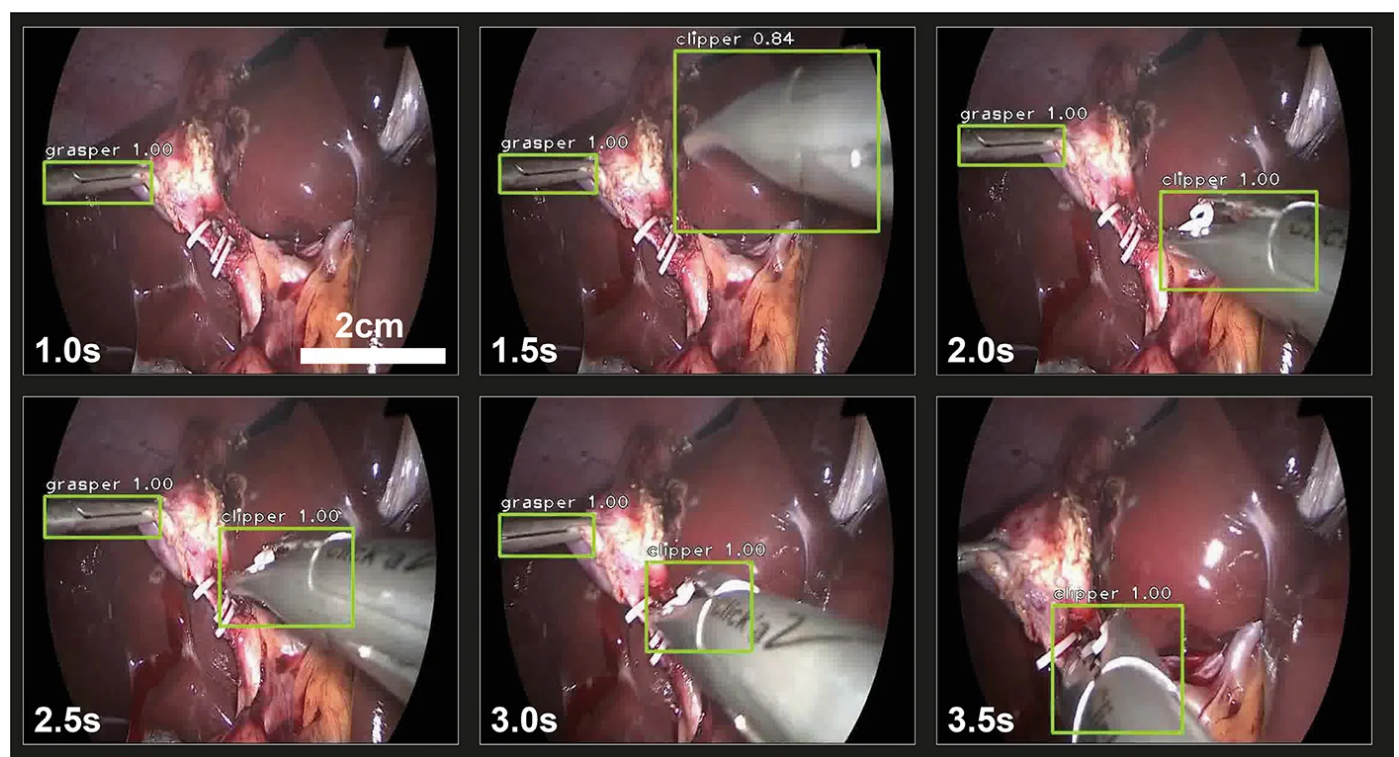 grasper 1.00
1.0s
2cm
clipper 0.84
grasper 1.00
1.5s
grasper 1.00
clipper 1.00
2.0s
grasper 1.00
clipper 1.00
2.5s
grasper 1.00
clipper 1.00
3.0s
clipper 1.00
3.5s